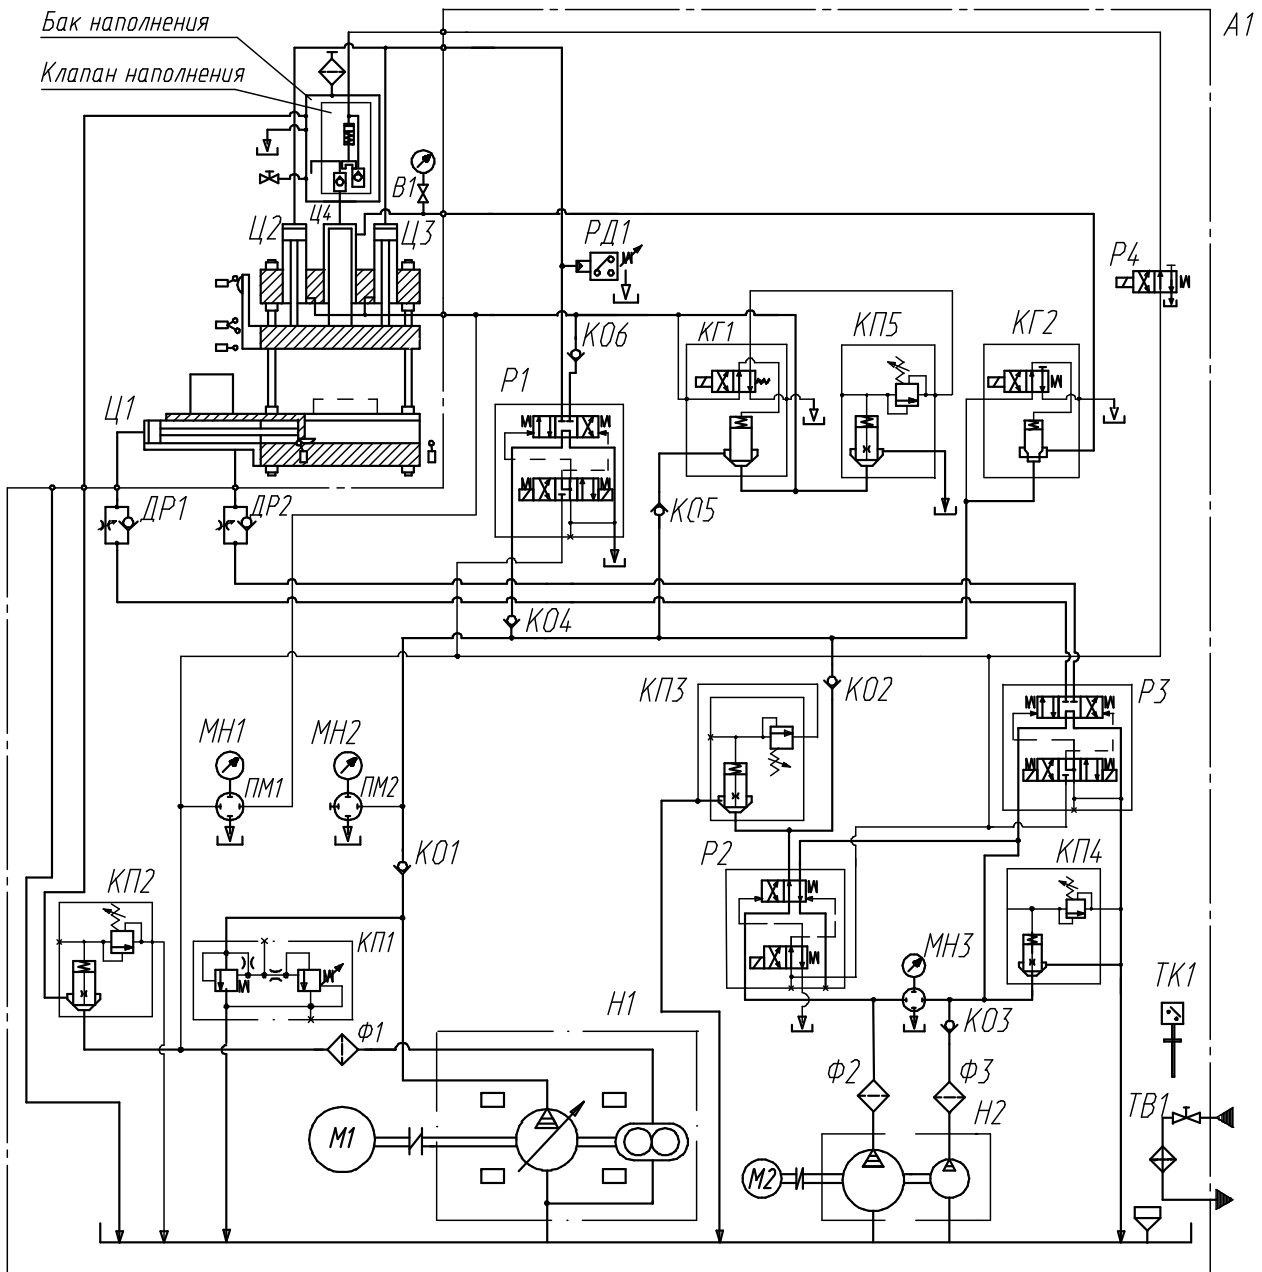 Бак наполнения
А1
Клапан наполнения
В1
Ц4
Ц2
Ц3
РД1
Р4
КО6
КГ1
КП5
КГ2
Р1
Ц1
ДР1
ДР2
КО5
КО4
КП3
КО2
Р3
МН1
МН2
ПМ1
ПМ2
КО1
Р2
КП4
КП2
КП1
МН3
ТК1
Н1
Ф1
КО3
Ф2
Ф3
Н2
ТВ1
М1
М2